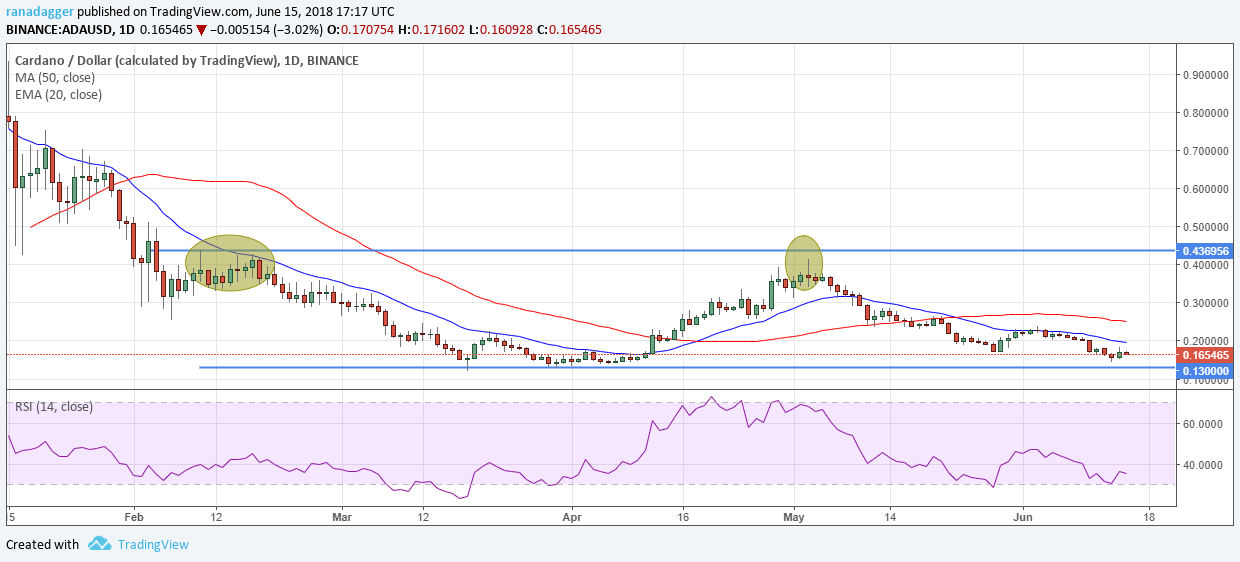 ranadagger published on TradingView.com, June 15, 2018 17:17 UTC
BINANCE:ADAUSD, 1D 0.165465 ▼ −0.005154 (−3.02%) O:0.170754 H:0.171602 L:0.160928 C:0.165465
Cardano / Dollar (calculated by TradingView), 1D, BINANCE
MA (50, close)
EMA (20, close)
0.900000
0.800000
0.700000
0.600000
0.500000
0.436956
0.400000
0.300000
0.200000
0.165465
0.130000
0.100000
RSI (14, close)
60.0000
40.0000
15 Feb 12 Mar 12 Apr 16 May 14 Jun 18
Created with TradingView